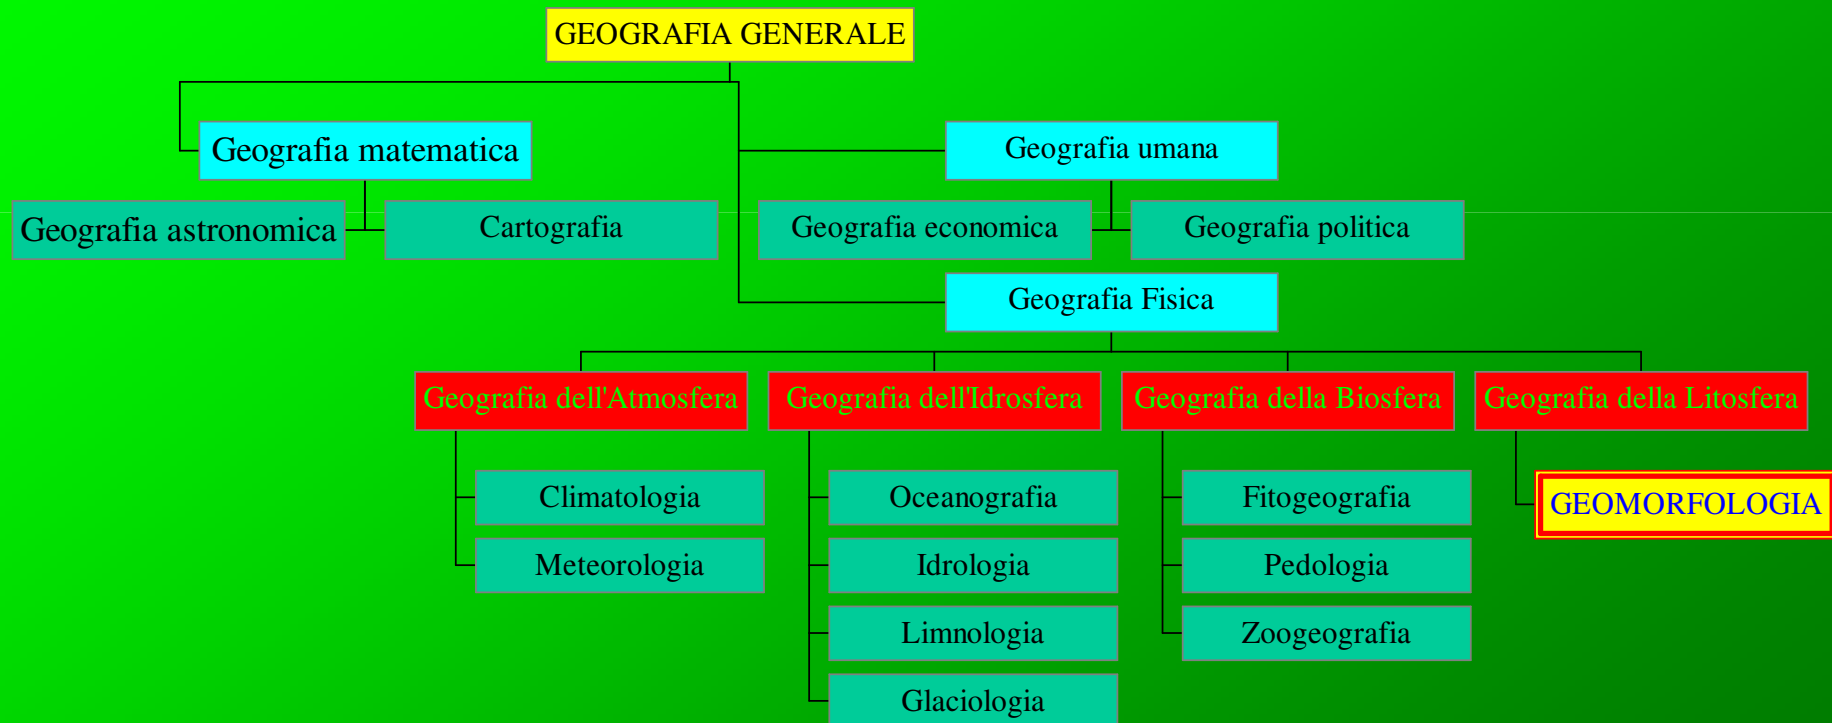 GEOGRAFIA GENERALE
Geografia matematica
Geografia umana
Geografia astronomica
Cartografia
Geografia economica
Geografia politica
Geografia Fisica
Geografia dell'Atmosfera
Geografia dell'Idrosfera
Geografia della Biosfera
Geografia della Litosfera
Climatologia
Oceanografia
Fitogeografia
GEOMORFOLOGIA
Meteorologia
Idrologia
Pedologia
Limnologia
Zoogeografia
Glaciologia